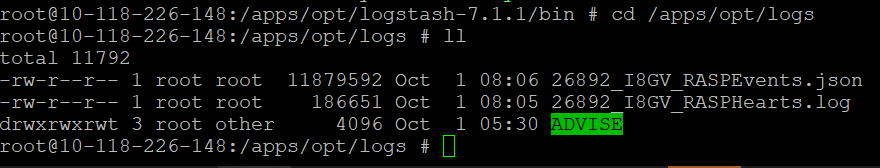 root@10-118-226-148:/apps/opt/logstash-7.1.1/bin # cd /apps/opt/logs
root@10-118-226-148:/apps/opt/logs # ll
total 11792
-rw-r--r-- 1 root root  11879592 Oct  1 08:06 26892_I8GV_RASPEvents.json
-rw-r--r-- 1 root root    186651 Oct  1 08:05 26892_I8GV_RASPHearts.log
drwxrwxrwt 3 root other     4096 Oct  1 05:30 ADVISE
root@10-118-226-148:/apps/opt/logs #